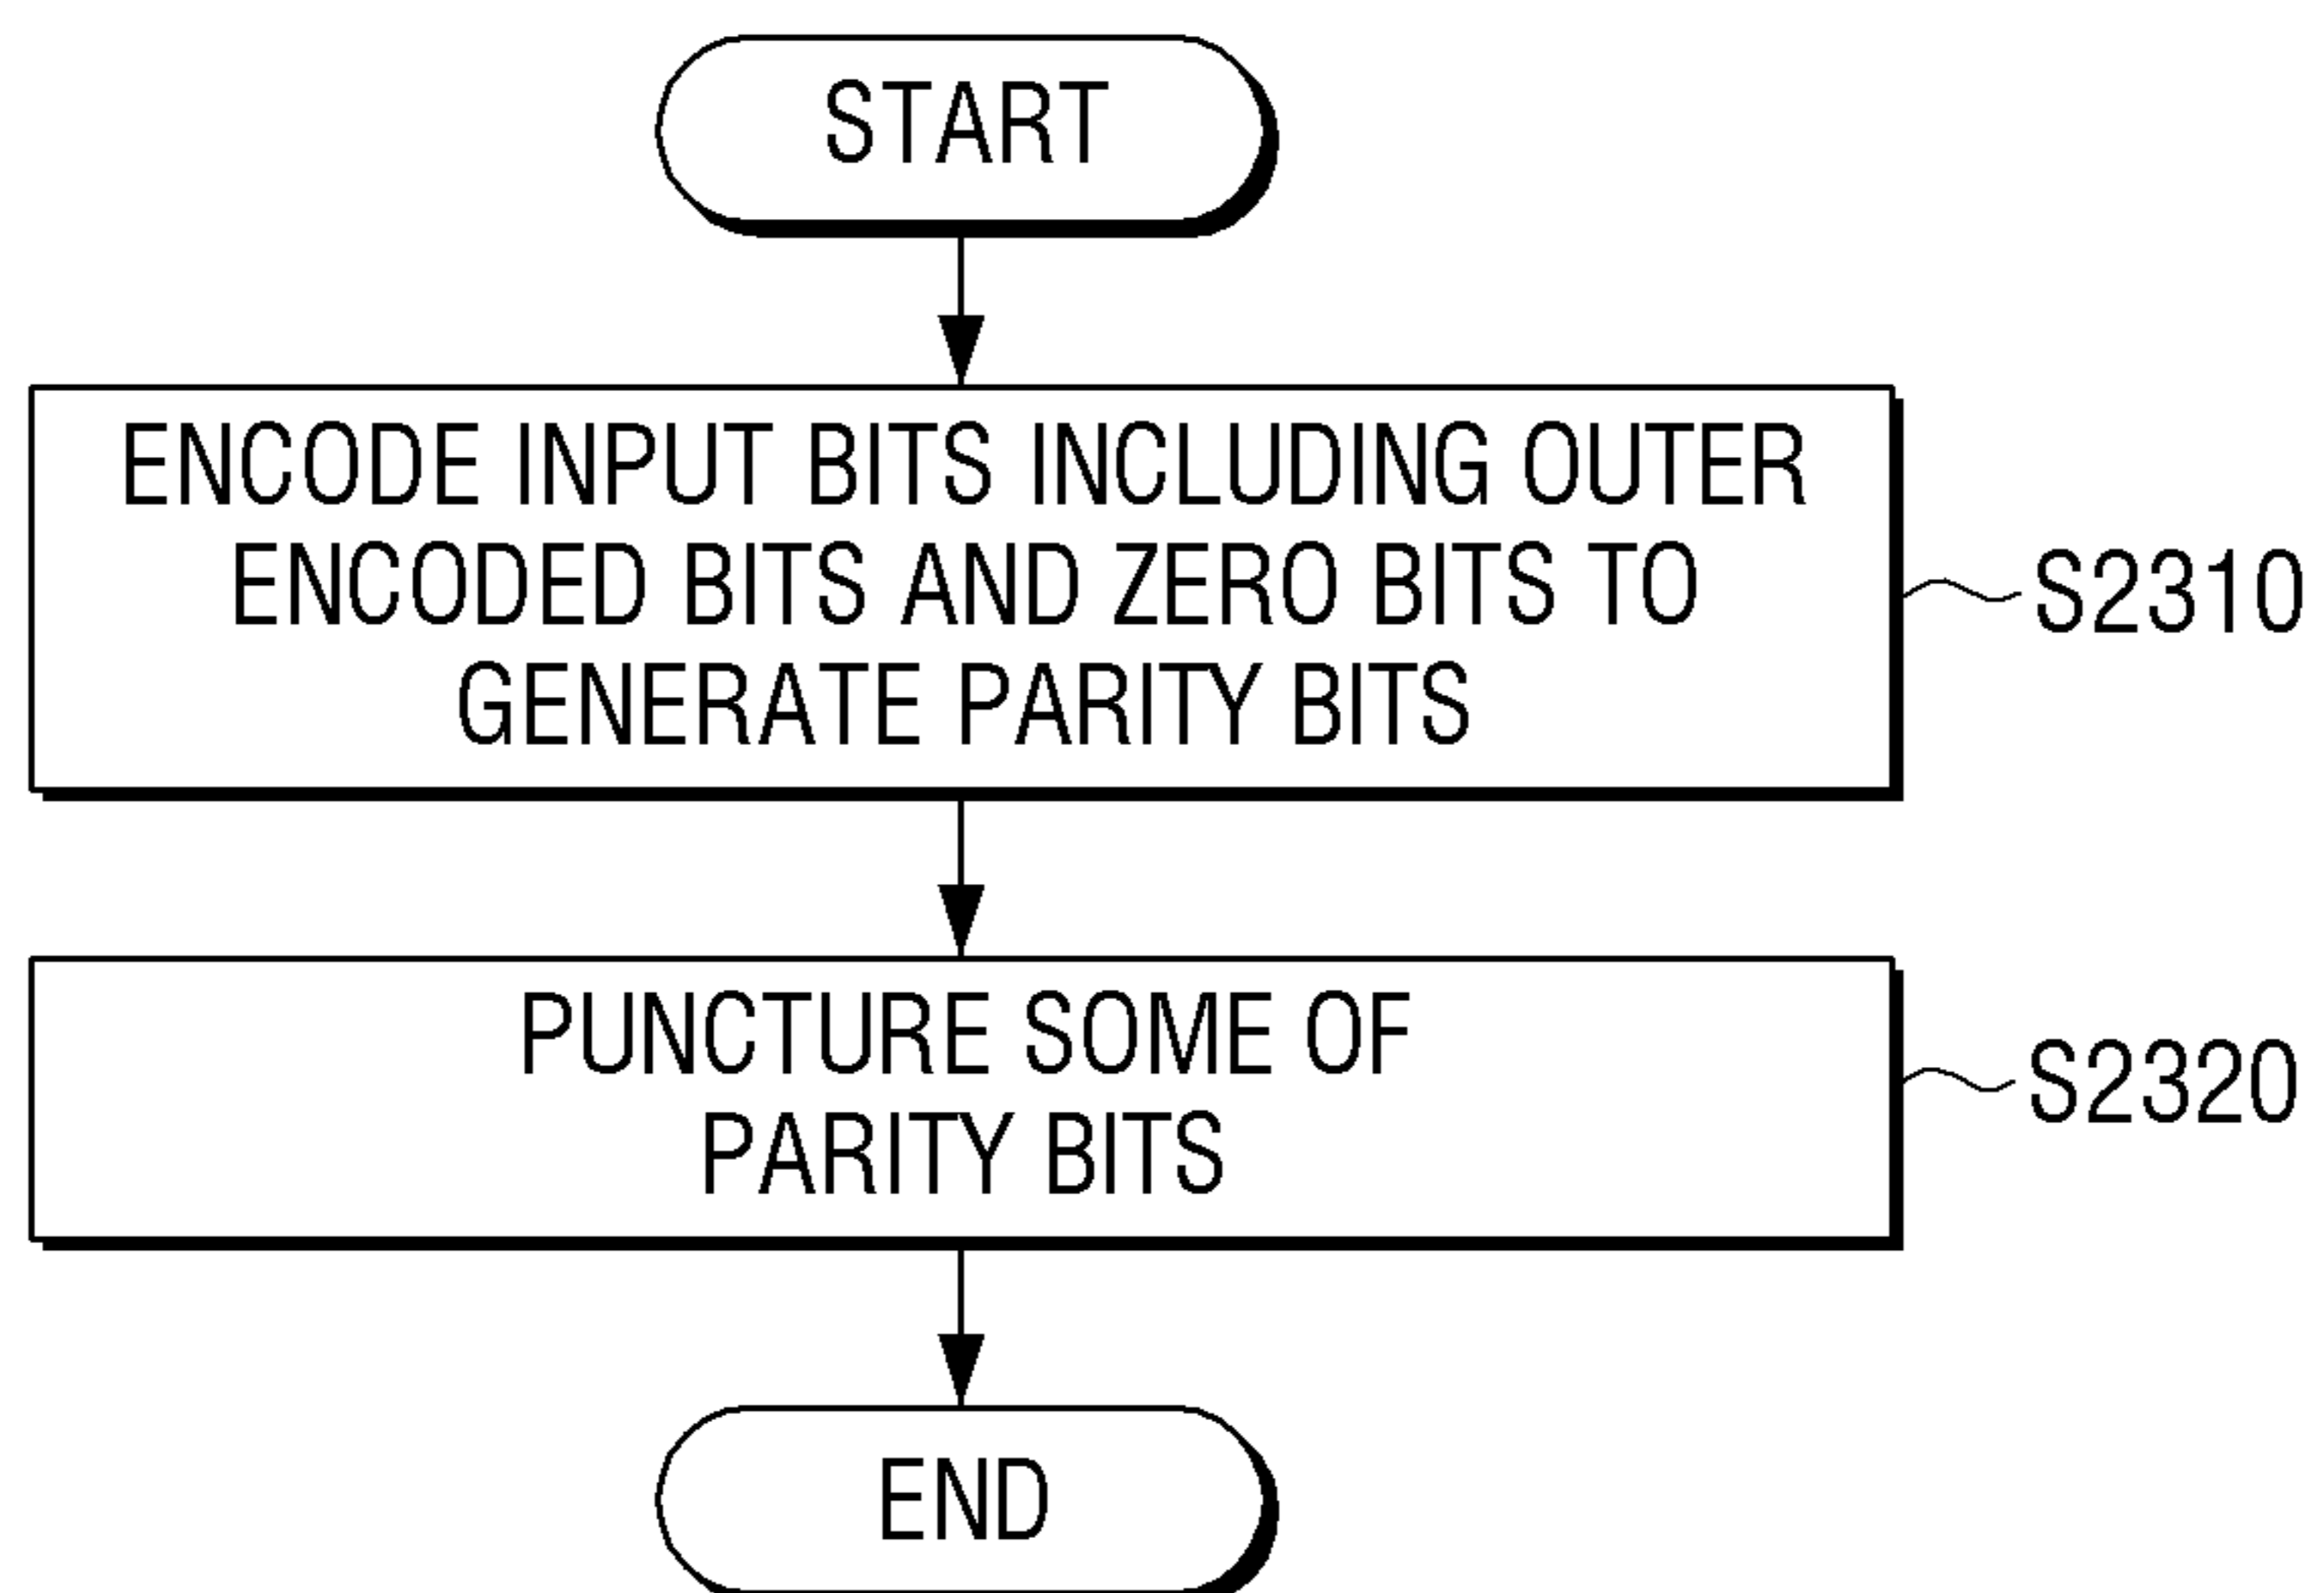 START
ENCODE INPUT BITS INCLUDING OUTER
ENCODED BITS AND ZERO BITS TO
GENERATE PARITY BITS
S2310
PUNCTURE SOME OF
PARITY BITS
S2320
END